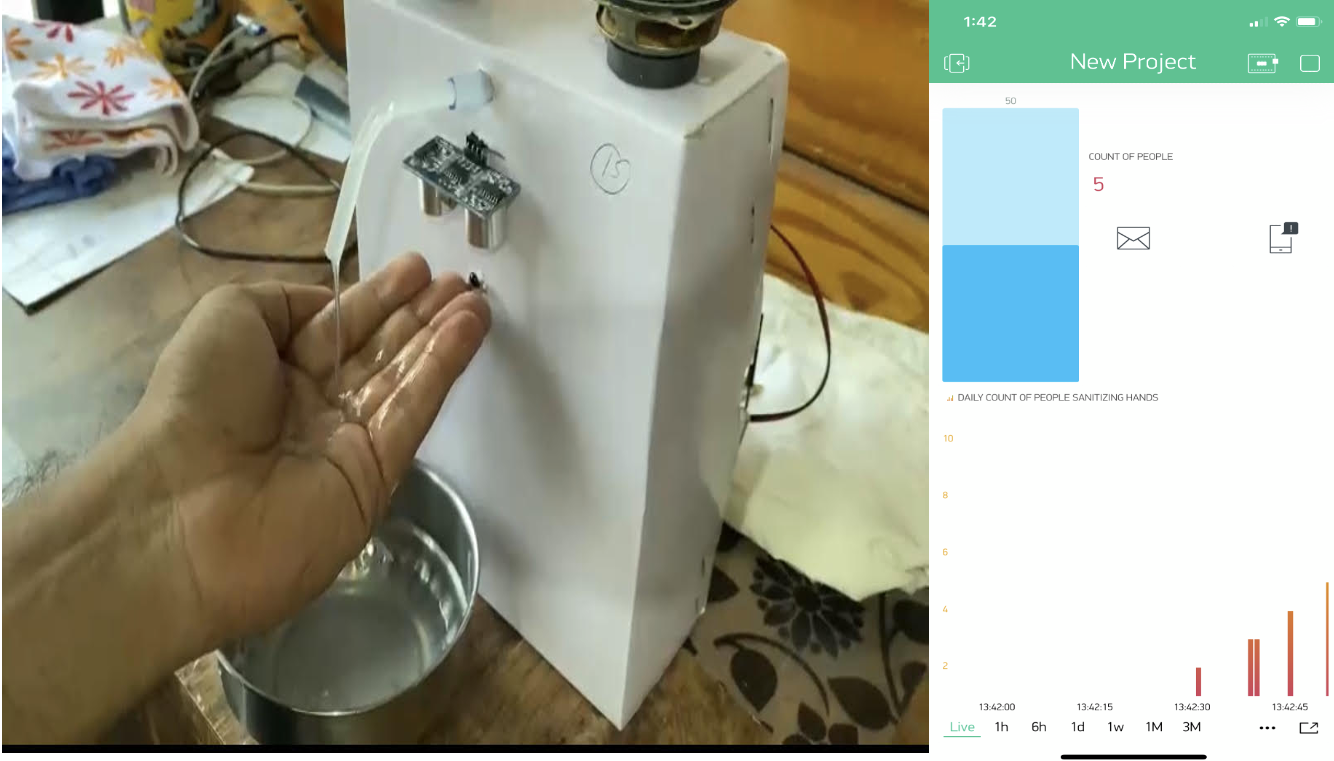 15
1:42
New Project
50
COUNT OF PEOPLE
5
!
DAILY COUNT OF PEOPLE SANITIZING HANDS
10
8
6
4
2
13:42:00 13:42:15 13:42:30 13:42:45
Live 1h 6h 1d 1w 1M 3M ...